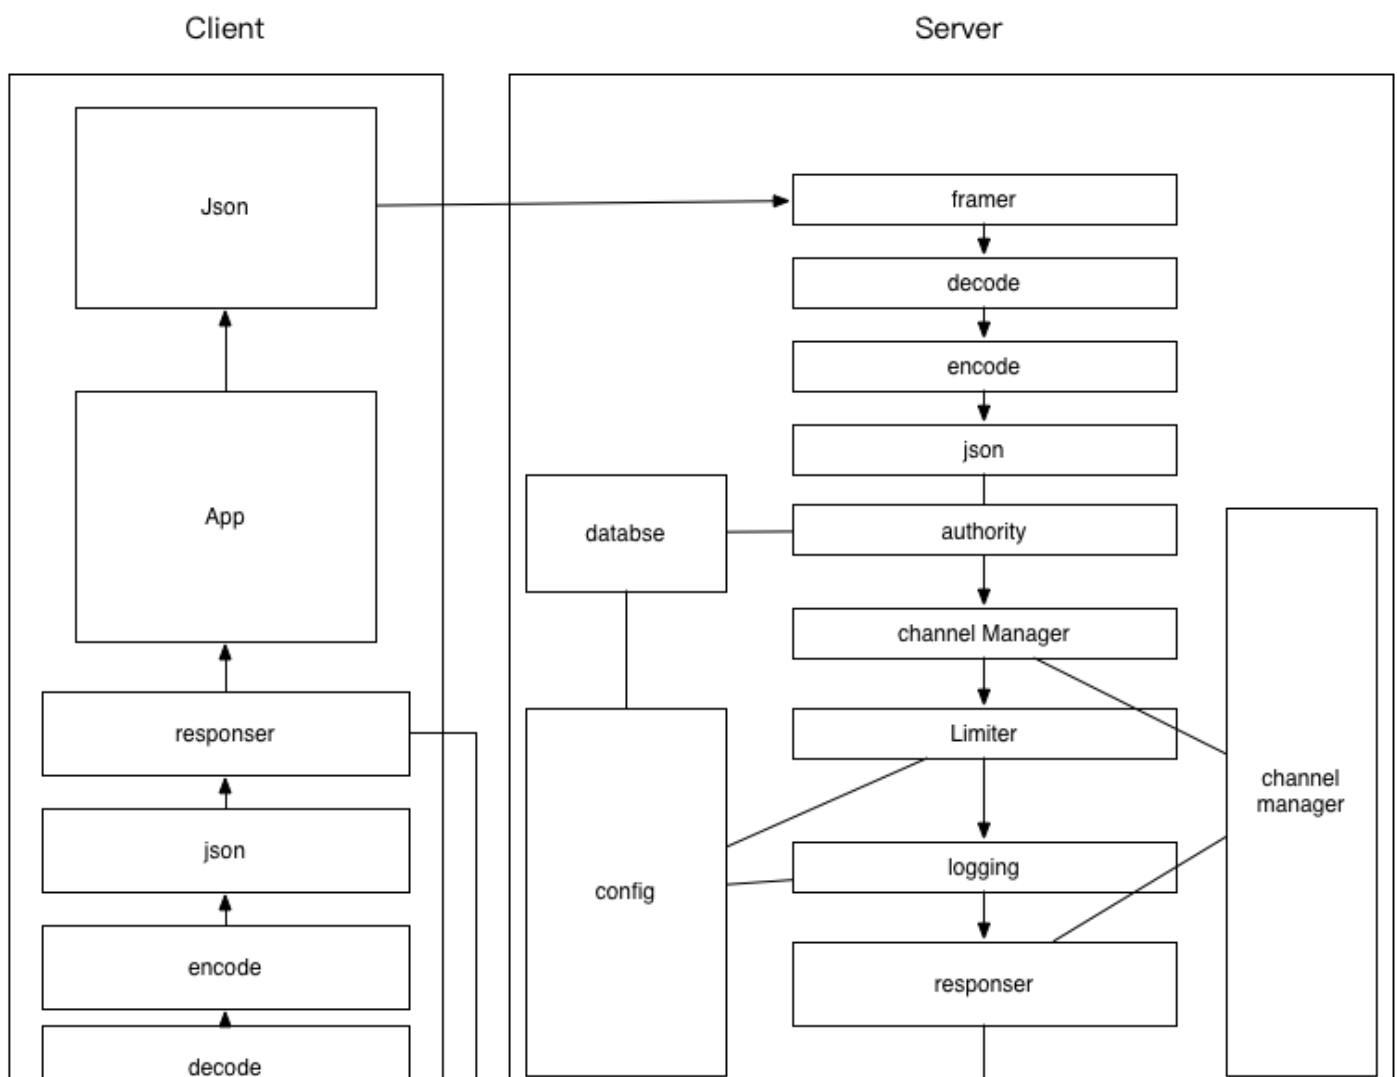 Client
Server
Json
App
responser
json
encode
decode
framer
decode
encode
json
authority
channel Manager
Limiter
logging
responser
databse
config
channel
manager